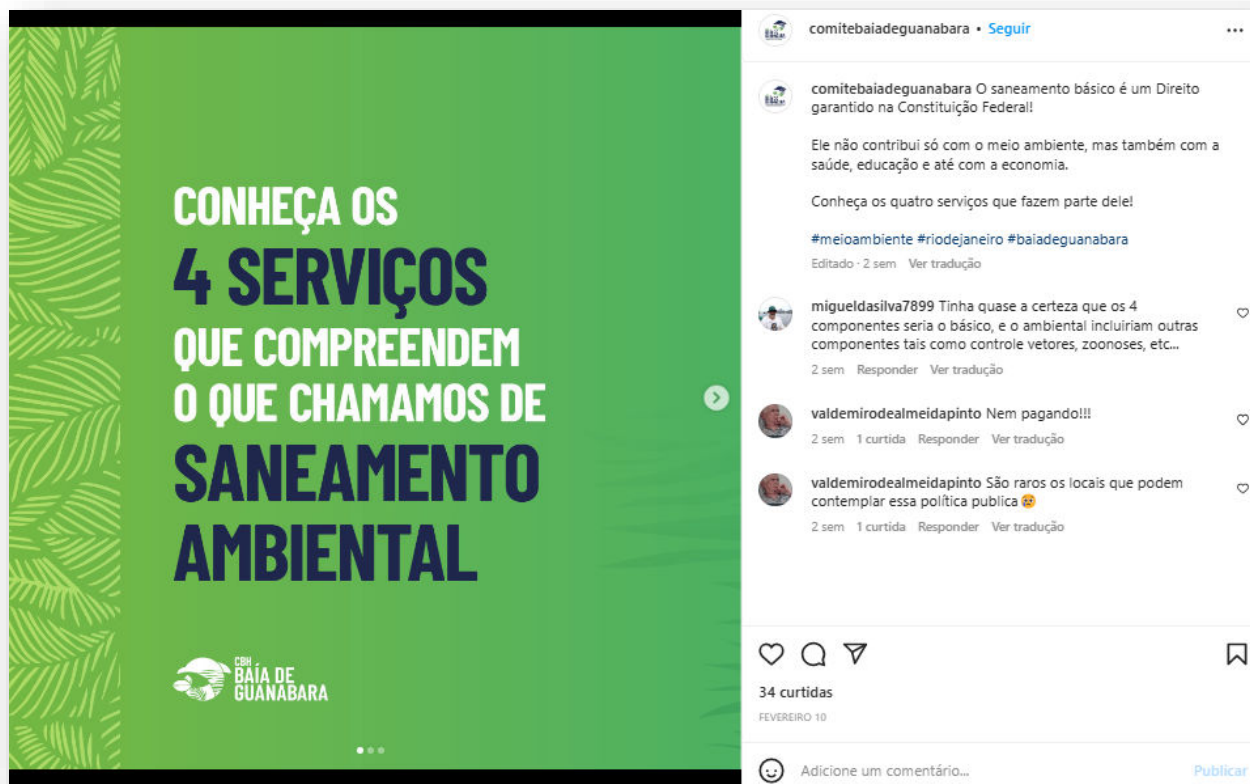 CONHEÇA OS
4 SERVIÇOS
QUE COMPREENDEM
O QUE CHAMAMOS DE
SANEAMENTO
AMBIENTAL
CBH
BAÍA DE
GUANABARA
comitebaiadeguanabara • Seguir
comitebaiadeguanabara O saneamento básico é um Direito
garantido na Constituição Federal!
Ele não contribui só com o meio ambiente, mas também com a
saúde, educação e até com a economia.
Conheça os quatro serviços que fazem parte dele!
#meioambiente #riodejaneiro #baiadeguanabara
Editado · 2 sem Ver tradução
migueldasilva7899 Tinha quase a certeza que os 4
componentes seria o básico, e o ambiental incluiriam outras
componentes tais como controle vetores, zoonoses, etc...
2 sem Responder Ver tradução
valdemirodealmeidapinto Nem pagando!!!
2 sem 1 curtida Responder Ver tradução
valdemirodealmeidapinto São raros os locais que podem
contemplar essa política publica 😥
2 sem 1 curtida Responder Ver tradução
34 curtidas
FEVEREIRO 10
Adicione um comentário... Publicar